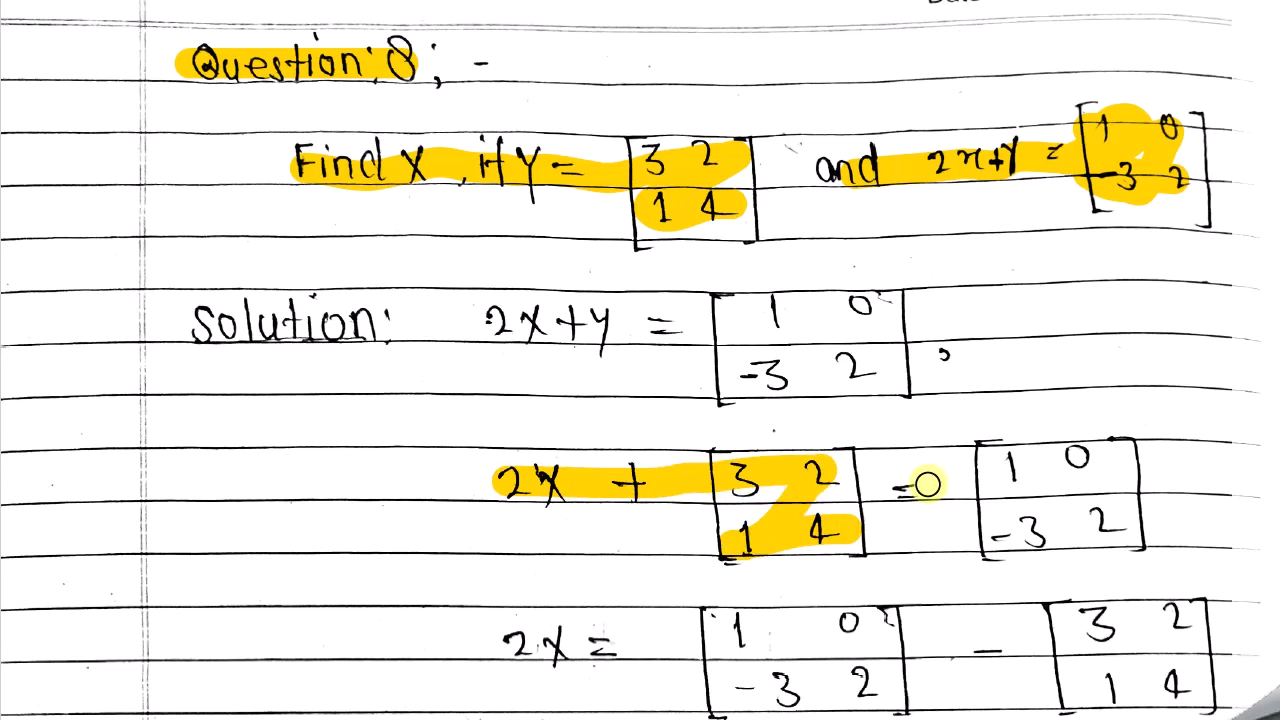 Question: 8: -
Find X, if Y = [3 2 and 2x+Y = [1 0
1 4] -3 2]
Solution: 2X+y = [1 0
-3 2],
2X + [3 2 = [1 0
1 4] -3 2]
2X = [1 0 - [3 2
-3 2] 1 4]